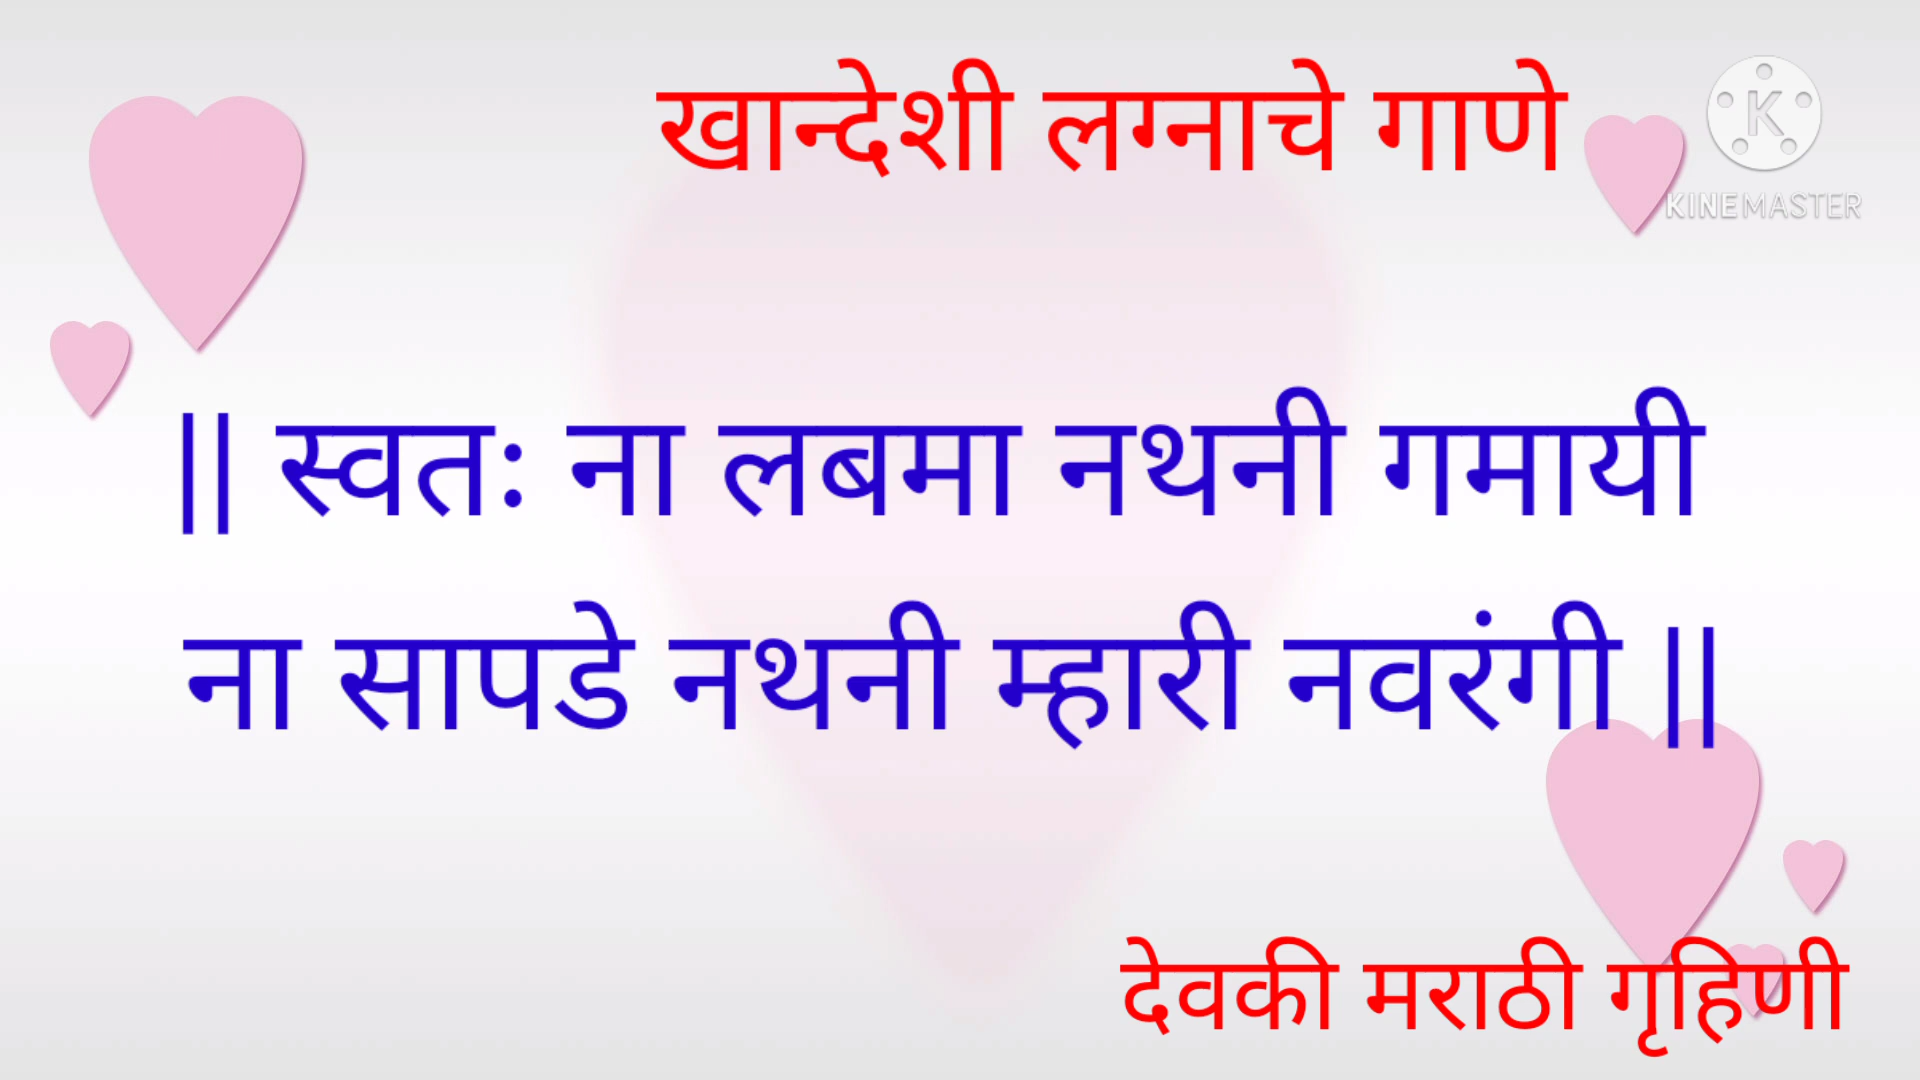 खान्देशी लग्नाचे गाणे
K
KINEMASTER
|| स्वतः ना लबमा नथनी गमायी
ना सापडे नथनी म्हारी नवरंगी ||
देवकी मराठी गृहिणी